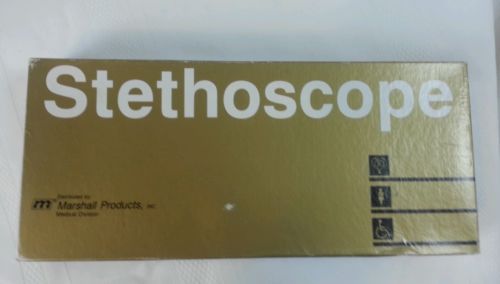 Stethoscope
Distributed by
m Marshall Products, INC.
Medical Division